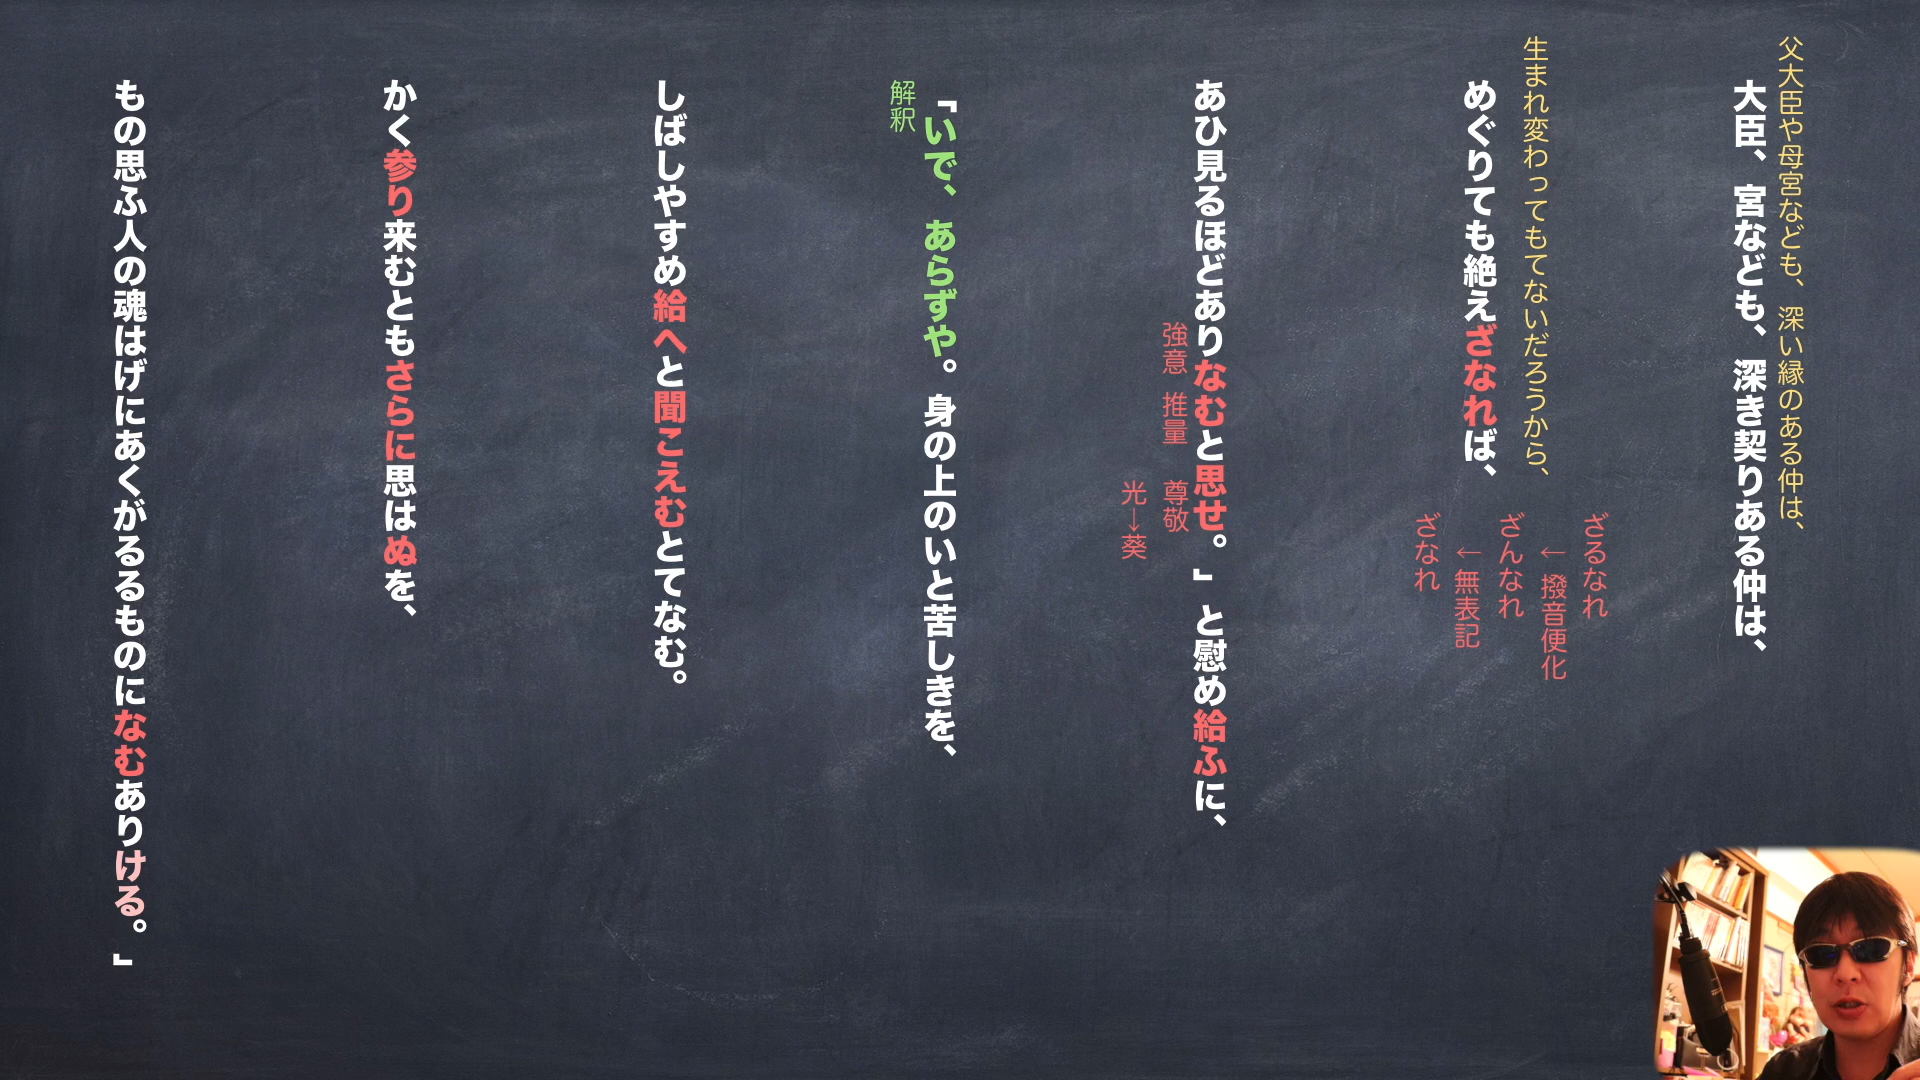 父大臣や母宮なども、深い縁のある仲は、
大臣、宮なども、深き契りある仲は、
生まれ変わってもてないだろうから、
めぐりても絶えざなれば、
ざるなれ
←撥音便化
ざんなれ
←無表記
ざなれ
あひ見るほどありなむと思せ。」と慰め給ふに、
強意 推量 尊敬
光→葵
「いで、あらずや。身の上のいと苦しきを、
解釈
しばしやすめ給へと聞こえむとてなむ。
かく参り来むともさらに思はぬを、
もの思ふ人の魂はげにあくがるるものになむありける。」